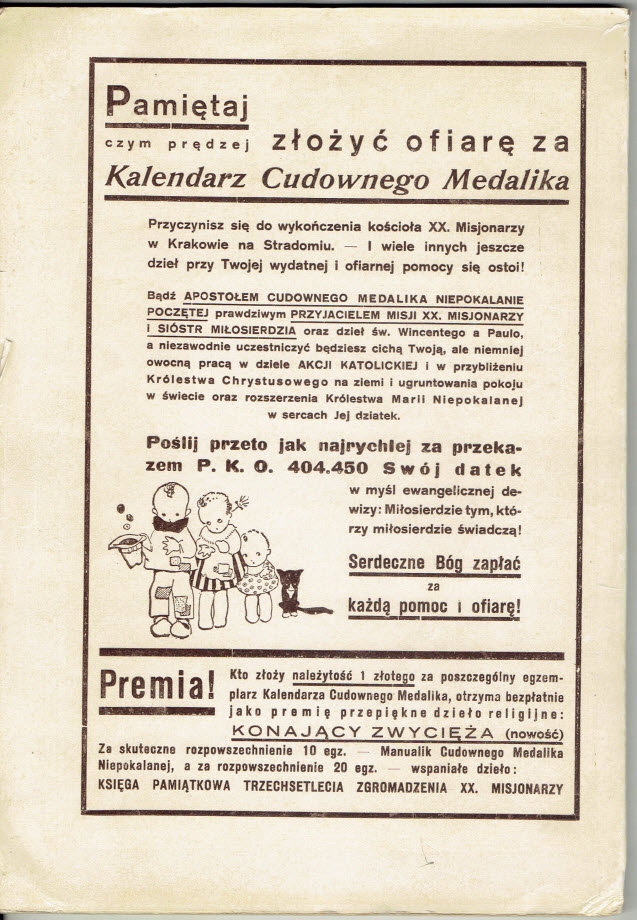 Pamiętaj
czym prędzej złożyć ofiarę za
Kalendarz Cudownego Medalika
Przyczynisz się do wykończenia kościoła XX. Misjonarzy
w Krakowie na Stradomiu. — I wiele innych jeszcze
dzieł przy Twojej wydatnej i ofiarnej pomocy się ostoi!
Bądź APOSTOŁEM CUDOWNEGO MEDALIKA NIEPOKALANIE
POCZĘTEJ prawdziwym PRZYJACIELEM MISJI XX. MISJONARZY
I SIÓSTR MIŁOSIERDZIA oraz dzieł św. Wincentego a Paulo,
a niezawodnie uczestniczyć będziesz cichą Twoją, ale niemniej
owocną pracą w dziele AKCJI KATOLICKIEJ i w przybliżeniu
Królestwa Chrystusowego na ziemi i ugruntowania pokoju
w świecie oraz rozszerzenia Królestwa Marii Niepokalanej
w sercach Jej dziatek.
Poślij przeto jak najrychlej za przeka-
zem P. K. O. 404.450 Swój datek
w myśl ewangelicznej de-
wizy: Miłosierdzie tym, któ-
rzy miłosierdzie świadczą!
Serdeczne Bóg zapłać
za
każdą pomoc i ofiarę!
Premia! Kto złoży należytość 1 złotego za poszczególny egzem-
plarz Kalendarza Cudownego Medalika, otrzyma bezpłatnie
jako premię przepiękne dzieło religijne:
KONAJĄCY ZWYCIĘŻA (nowość)
Za skuteczne rozpowszechnienie 10 egz. — Manualik Cudownego Medalika
Niepokalanej, a za rozpowszechnienie 20 egz. — wspaniałe dzieło:
KSIĘGA PAMIĄTKOWA TRZECHSETLECIA ZGROMADZENIA XX. MISJONARZY